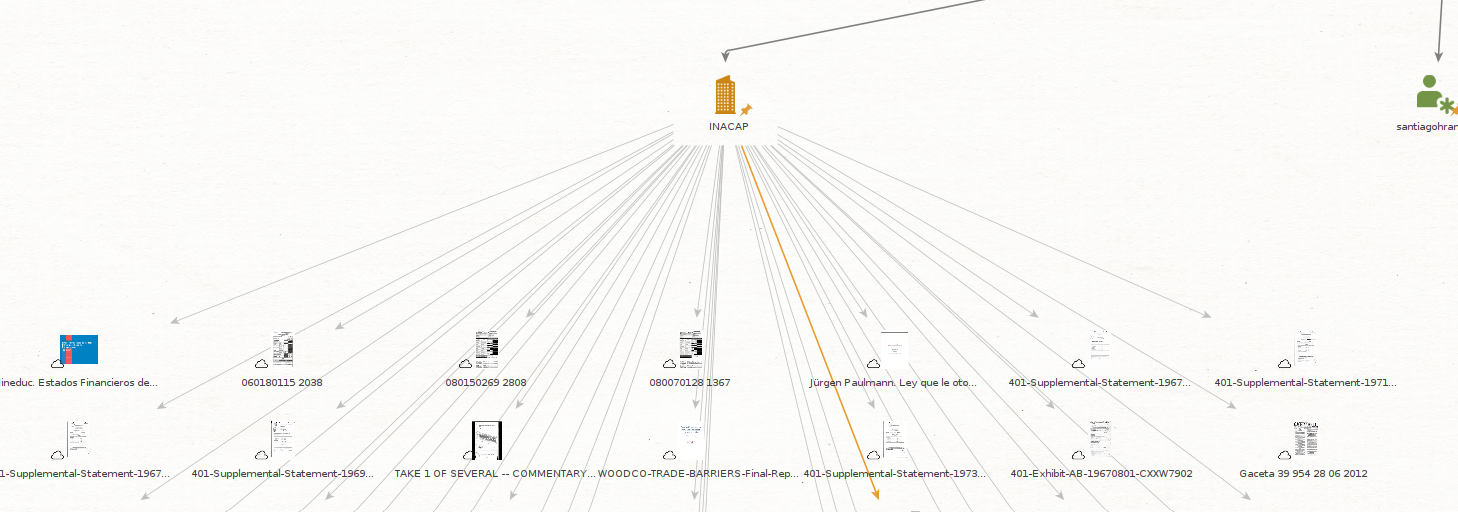 INACAP
santiagohran
ineduc. Estados Financieros de...
060180115 2038
080150269 2808
080070128 1367
Jürgen Paulmann. Ley que le oto...
401-Supplemental-Statement-1967...
401-Supplemental-Statement-1971...
1-Supplemental-Statement-1967...
401-Supplemental-Statement-1969...
TAKE 1 OF SEVERAL -- COMMENTARY...
WOODCO-TRADE-BARRIERS-Final-Rep...
401-Supplemental-Statement-1973...
401-Exhibit-AB-19670801-CXXW7902
Gaceta 39 954 28 06 2012